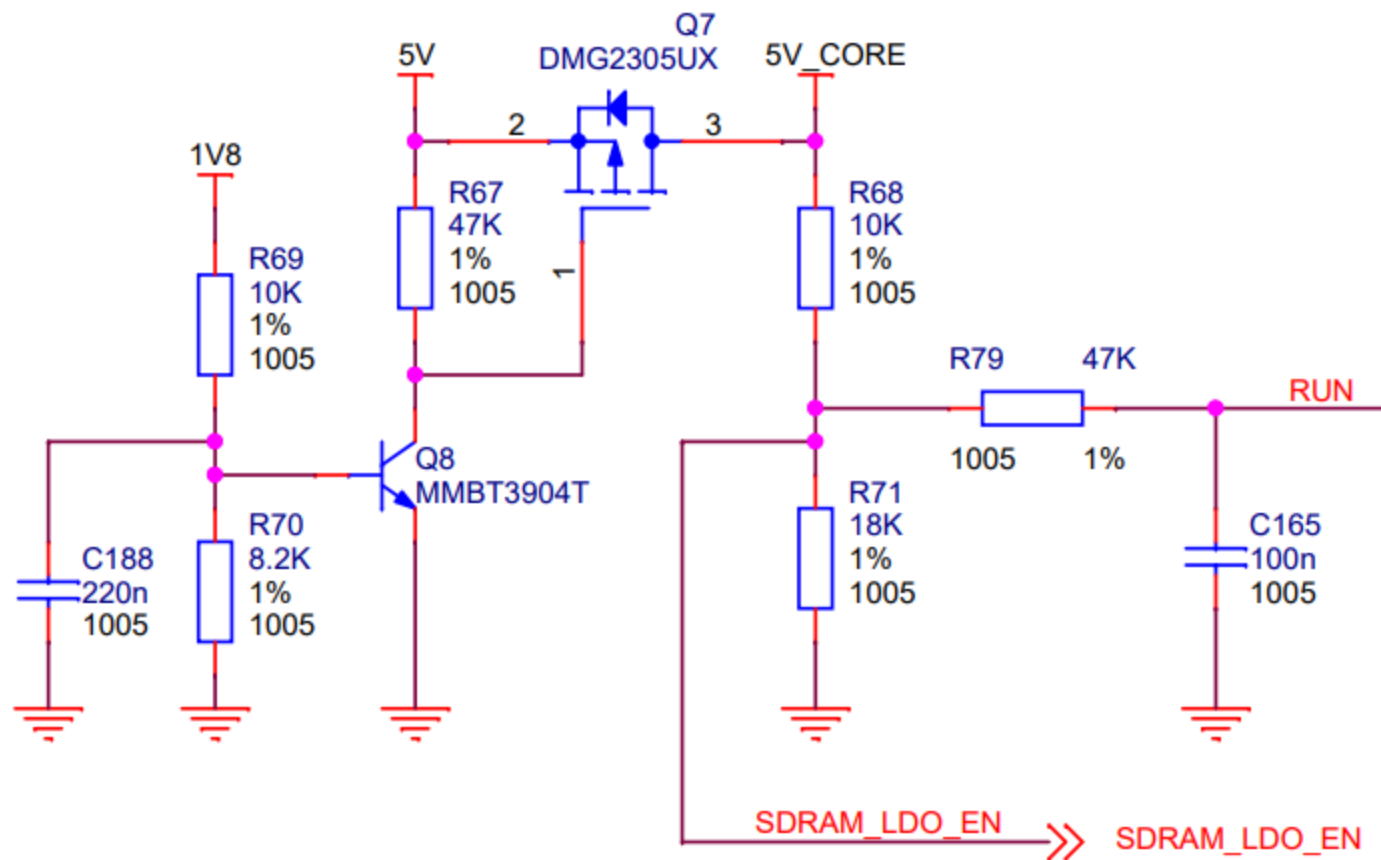 Q7
DMG2305UX
5V
5V_CORE
2
3
1V8
R67
47K
1%
1005
1
R68
10K
1%
1005
R69
10K
1%
1005
R79
47K
1005
1%
RUN
Q8
MMBT3904T
R70
8.2K
1%
1005
C188
220n
1005
R71
18K
1%
1005
C165
100n
1005
SDRAM_LDO_EN
SDRAM_LDO_EN